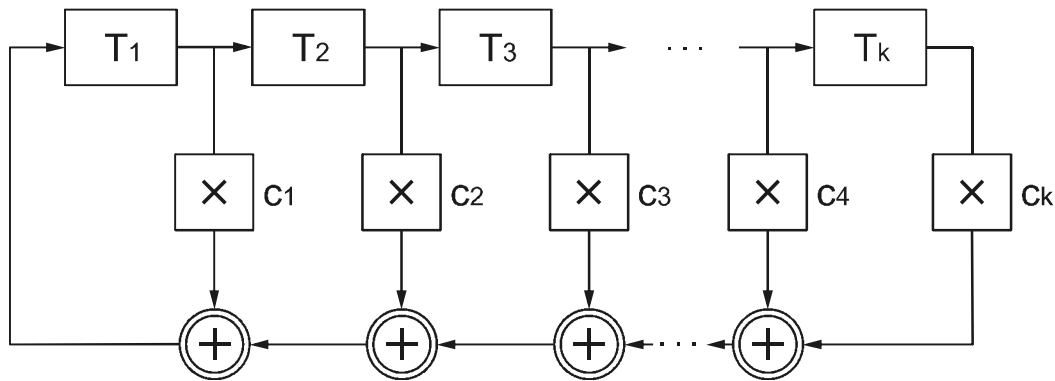 T1 T2 T3 ... Tk
× c1 × c2 × c3 × c4 × ck
+ + + ... +